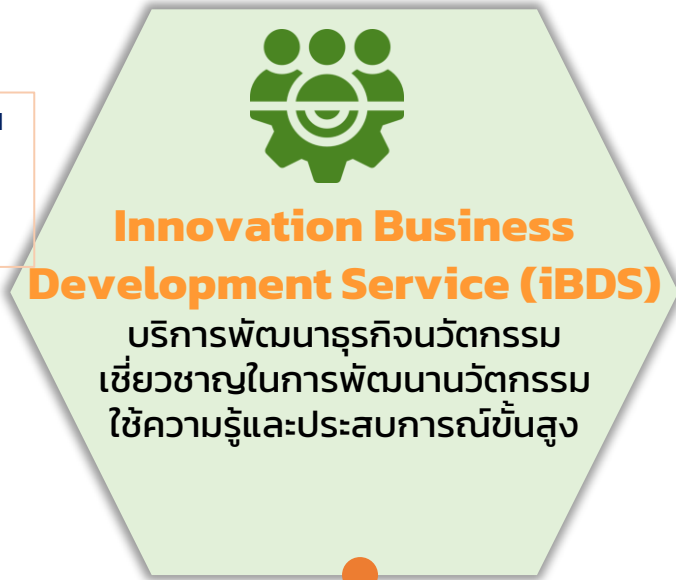 Innovation Business
Development Service (iBDS)
บริการพัฒนาธุรกิจนวัตกรรม
เชี่ยวชาญในการพัฒนานวัตกรรม
ใช้ความรู้และประสบการณ์ขั้นสูง